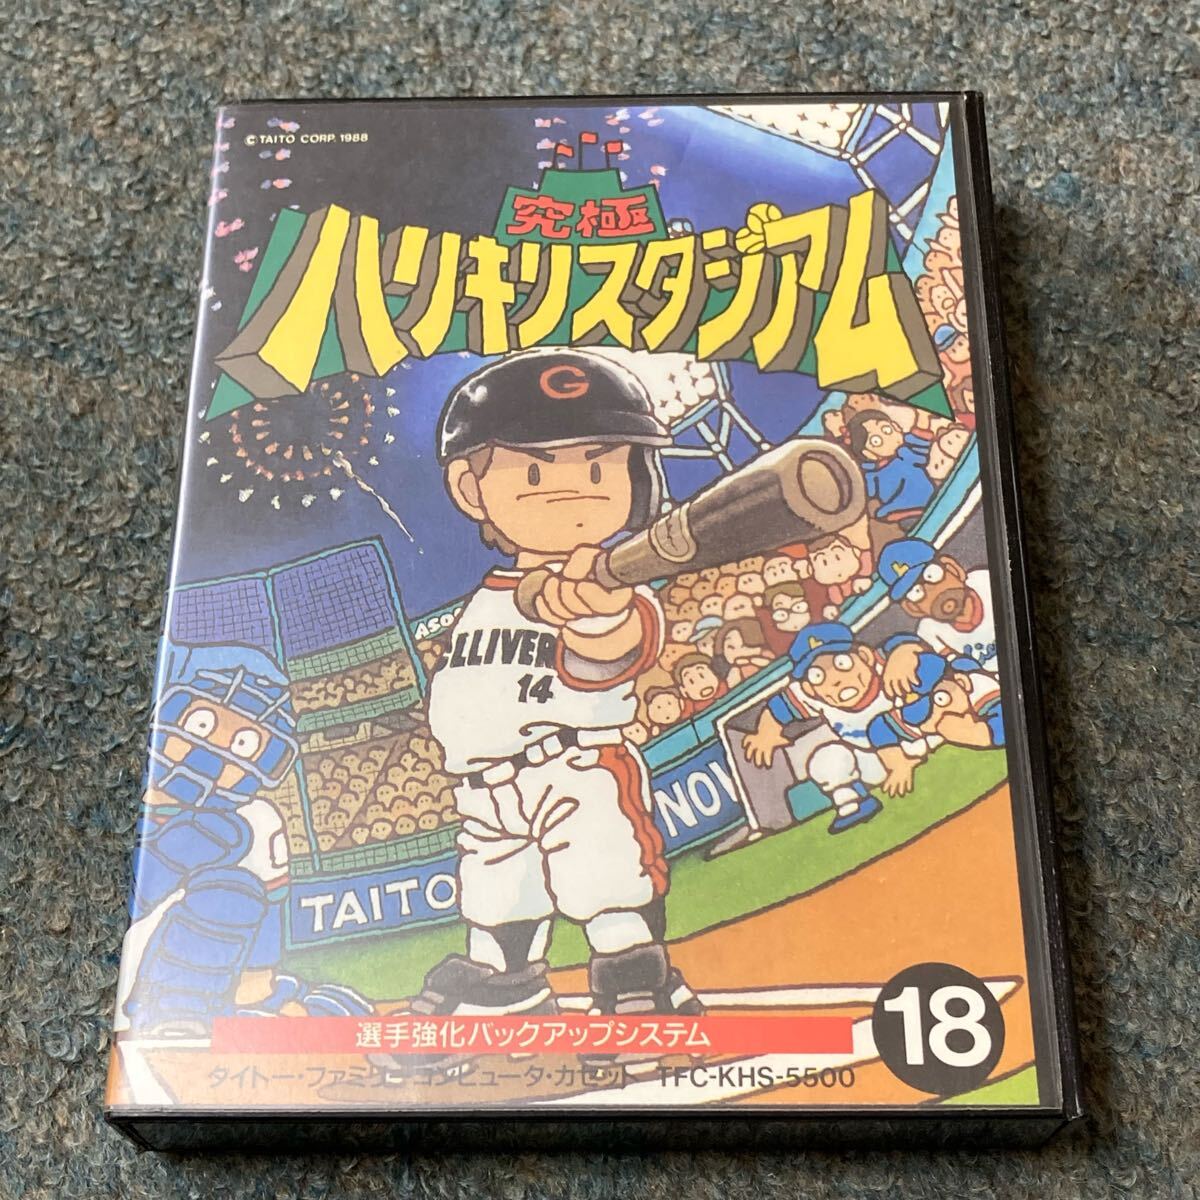 © TAITO CORP. 1988
究極
ハリキリスタジアム
G
ASO
LLIVER
14
NOV
TAITO
選手強化バックアップシステム
18
タイトー・ファミリーコンピュータ・カセット TFC-KHS-5500